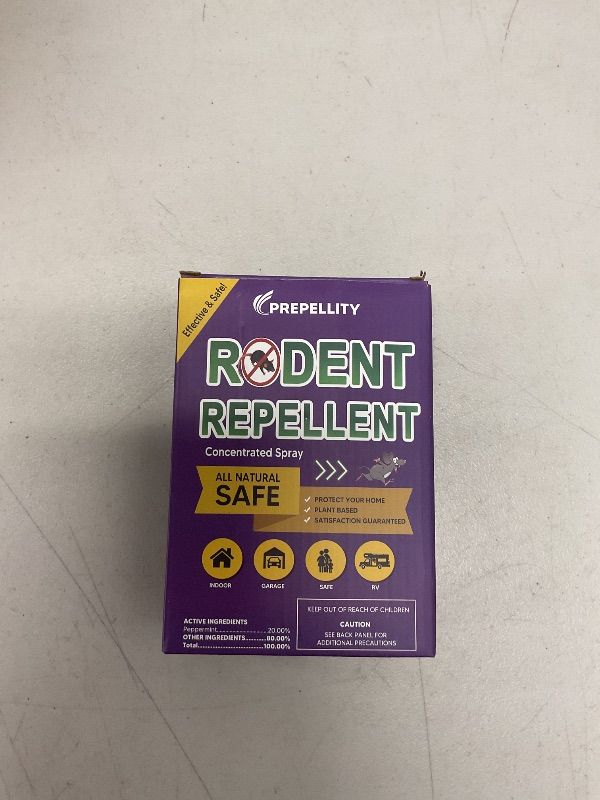 Effective & Safe!
PREPELLITY
RODENT
REPELLENT
Concentrated Spray
>>>
ALL NATURAL
SAFE
✓ PROTECT YOUR HOME
✓ PLANT BASED
✓ SATISFACTION GUARANTEED
INDOOR GARAGE SAFE RV
KEEP OUT OF REACH OF CHILDREN
CAUTION
SEE BACK PANEL FOR
ADDITIONAL PRECAUTIONS
ACTIVE INGREDIENTS
Peppermint..................20.00%
OTHER INGREDIENTS.......80.00%
Total........................100.00%